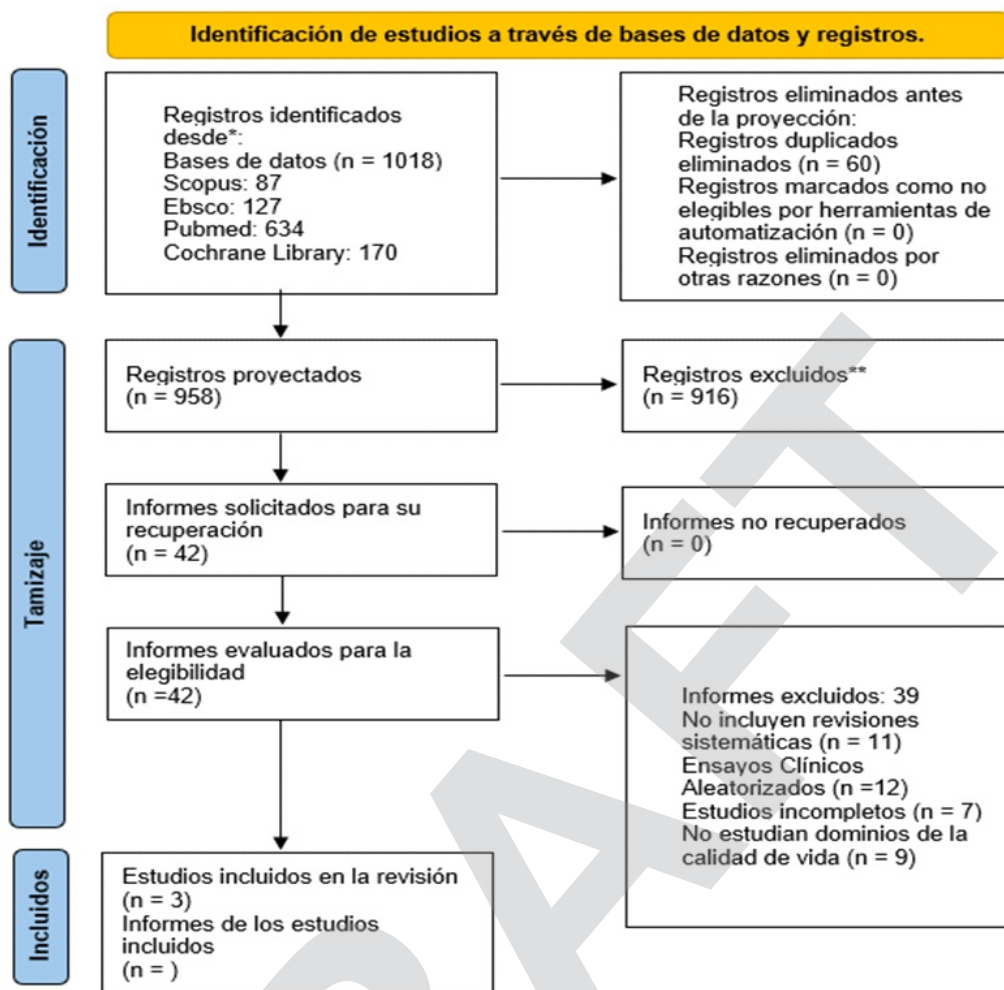 Identificación de estudios a través de bases de datos y registros.
Identificación
Registros identificados
desde*:
Bases de datos (n = 1018)
Scopus: 87
Ebsco: 127
Pubmed: 634
Cochrane Library: 170
Registros eliminados antes
de la proyección:
Registros duplicados
eliminados (n = 60)
Registros marcados como no
elegibles por herramientas de
automatización (n = 0)
Registros eliminados por
otras razones (n = 0)
Tamizaje
Registros proyectados
(n = 958)
Registros excluidos**
(n = 916)
Informes solicitados para su
recuperación
(n = 42)
Informes no recuperados
(n = 0)
Informes evaluados para la
elegibilidad
(n =42)
Informes excluidos: 39
No incluyen revisiones
sistemáticas (n = 11)
Ensayos Clínicos
Aleatorizados (n =12)
Estudios incompletos (n = 7)
No estudian dominios de la
calidad de vida (n = 9)
Incluidos
Estudios incluidos en la revisión
(n = 3)
Informes de los estudios
incluidos
(n = )